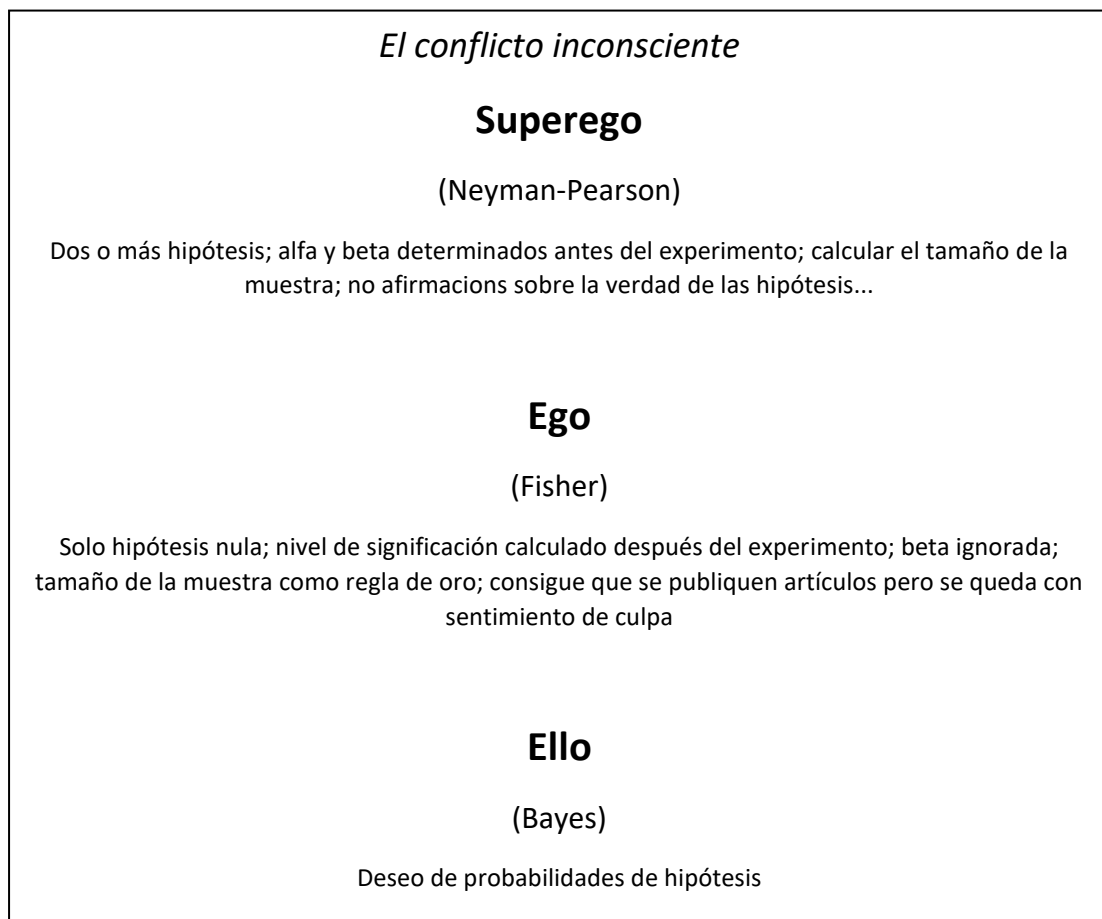 El conflicto inconsciente
Superego
(Neyman-Pearson)
Dos o más hipótesis; alfa y beta determinados antes del experimento; calcular el tamaño de la
muestra; no afirmacions sobre la verdad de las hipótesis...
Ego
(Fisher)
Solo hipótesis nula; nivel de significación calculado después del experimento; beta ignorada;
tamaño de la muestra como regla de oro; consigue que se publiquen artículos pero se queda con
sentimiento de culpa
Ello
(Bayes)
Deseo de probabilidades de hipótesis